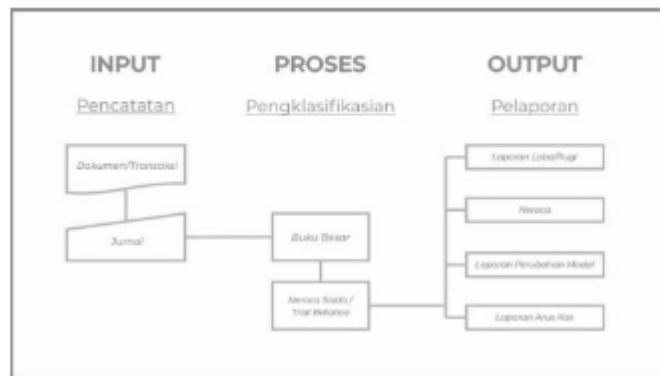 INPUT
PROSES
OUTPUT
Pencatatan
Pengklasifikasian
Pelaporan
Dokumen/Transaksi
Jurnal
Buku Besar
Neraca Saldo /
Trial Balance
Laporan Laba/Rugi
Neraca
Laporan Perubahan Model
Laporan Arus Kas